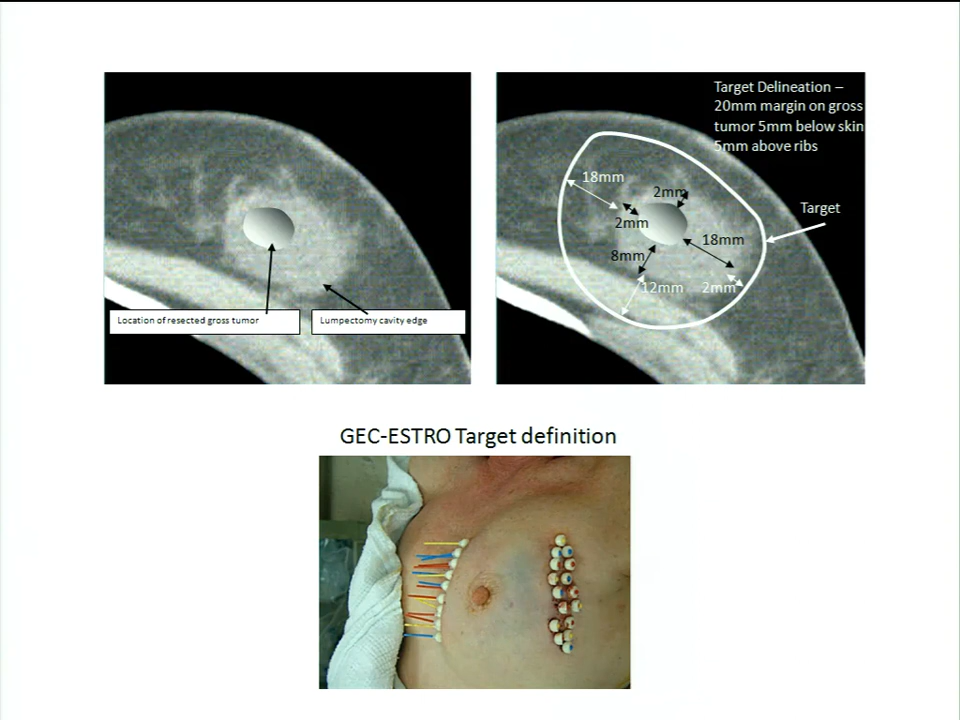 Target Delineation –
20mm margin on gross
tumor 5mm below skin
5mm above ribs
18mm
2mm
Target
2mm
18mm
8mm
12mm
2mm
Location of resected gross tumor
Lumpectomy cavity edge
GEC-ESTRO Target definition